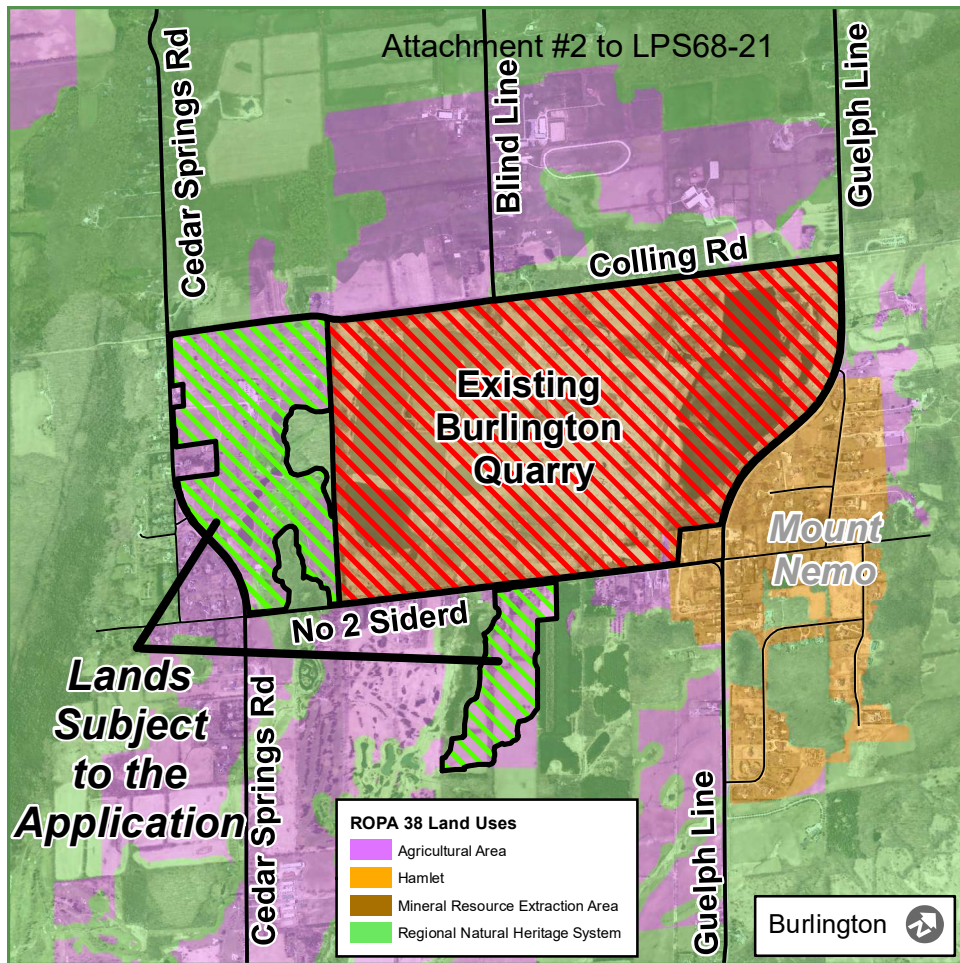 Attachment #2 to LPS68-21
Cedar Springs Rd
Blind Line
Guelph Line
Colling Rd
Existing
Burlington
Quarry
Mount
Nemo
No 2 Siderd
Lands
Subject
to the
Application
Cedar Springs Rd
Guelph Line
ROPA 38 Land Uses
Agricultural Area
Hamlet
Mineral Resource Extraction Area
Regional Natural Heritage System
Burlington